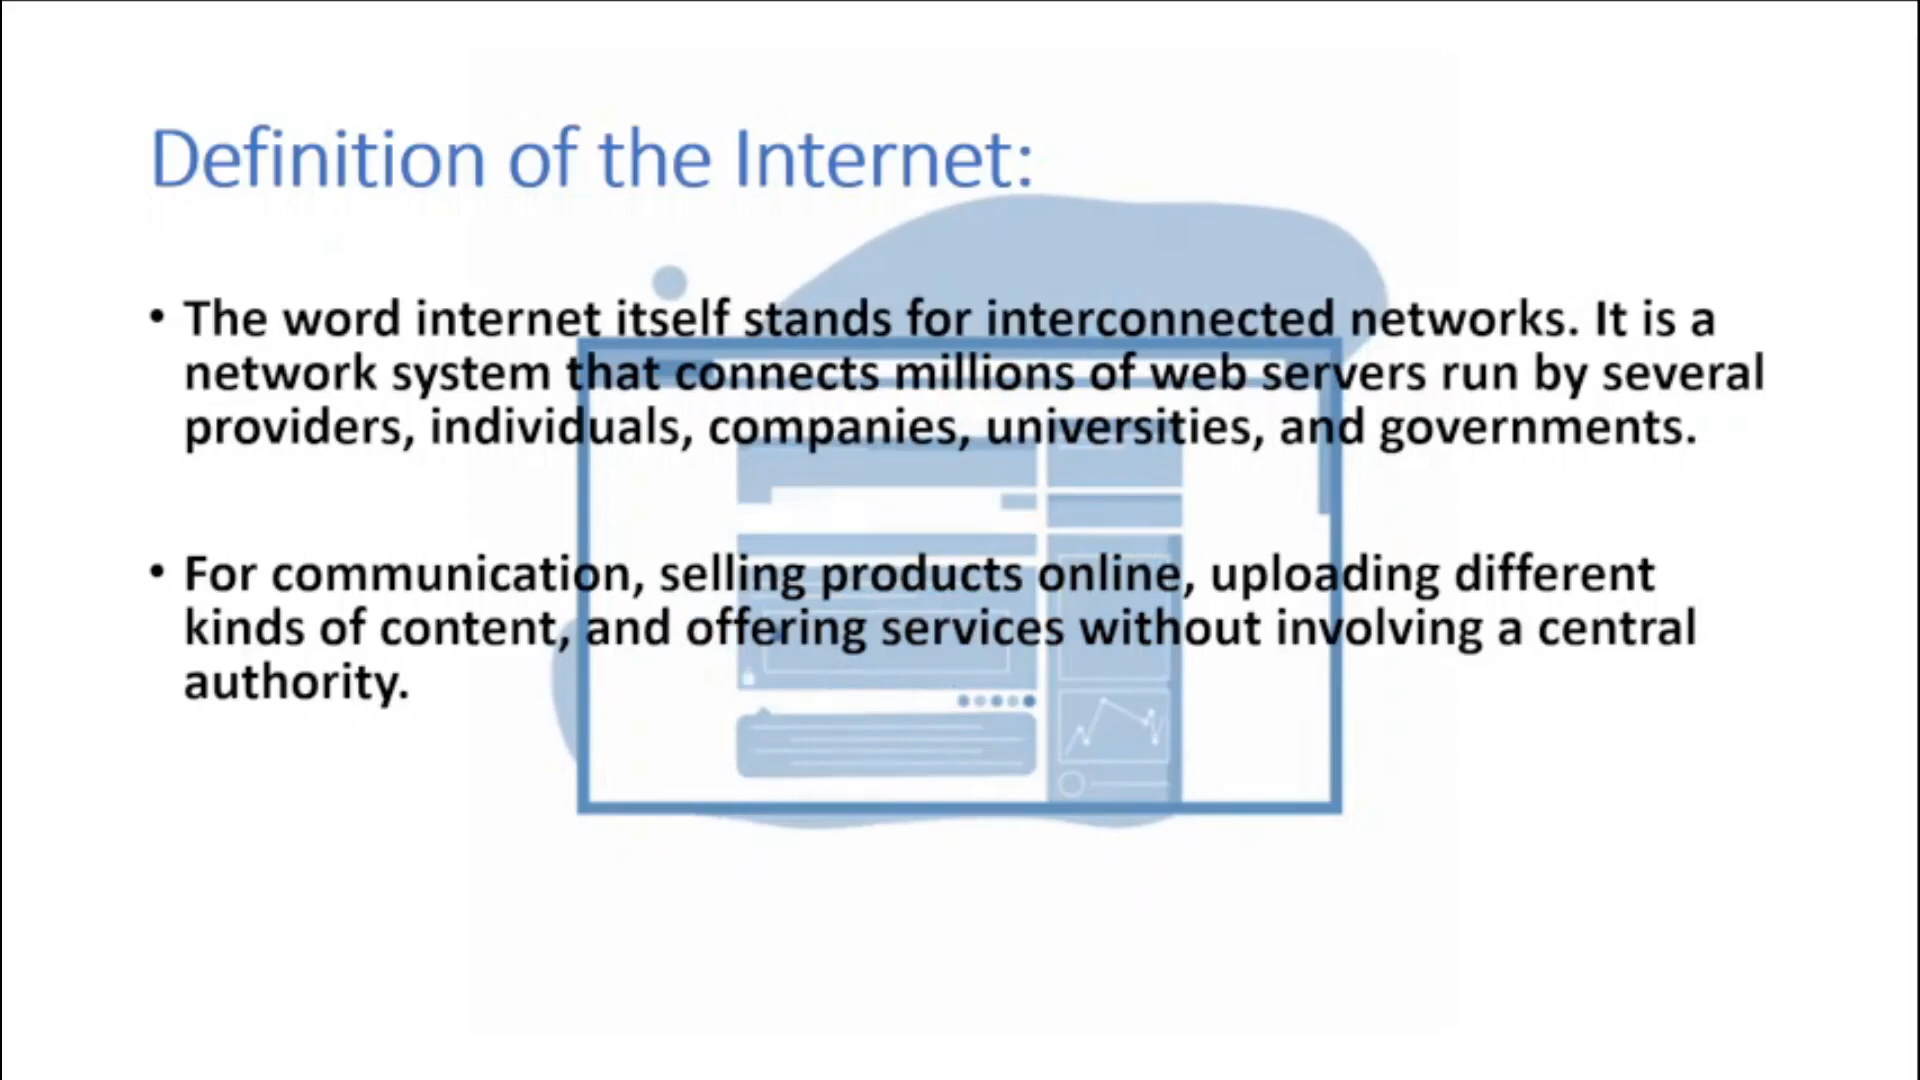 Definition of the Internet:
• The word internet itself stands for interconnected networks. It is a
network system that connects millions of web servers run by several
providers, individuals, companies, universities, and governments.
• For communication, selling products online, uploading different
kinds of content, and offering services without involving a central
authority.